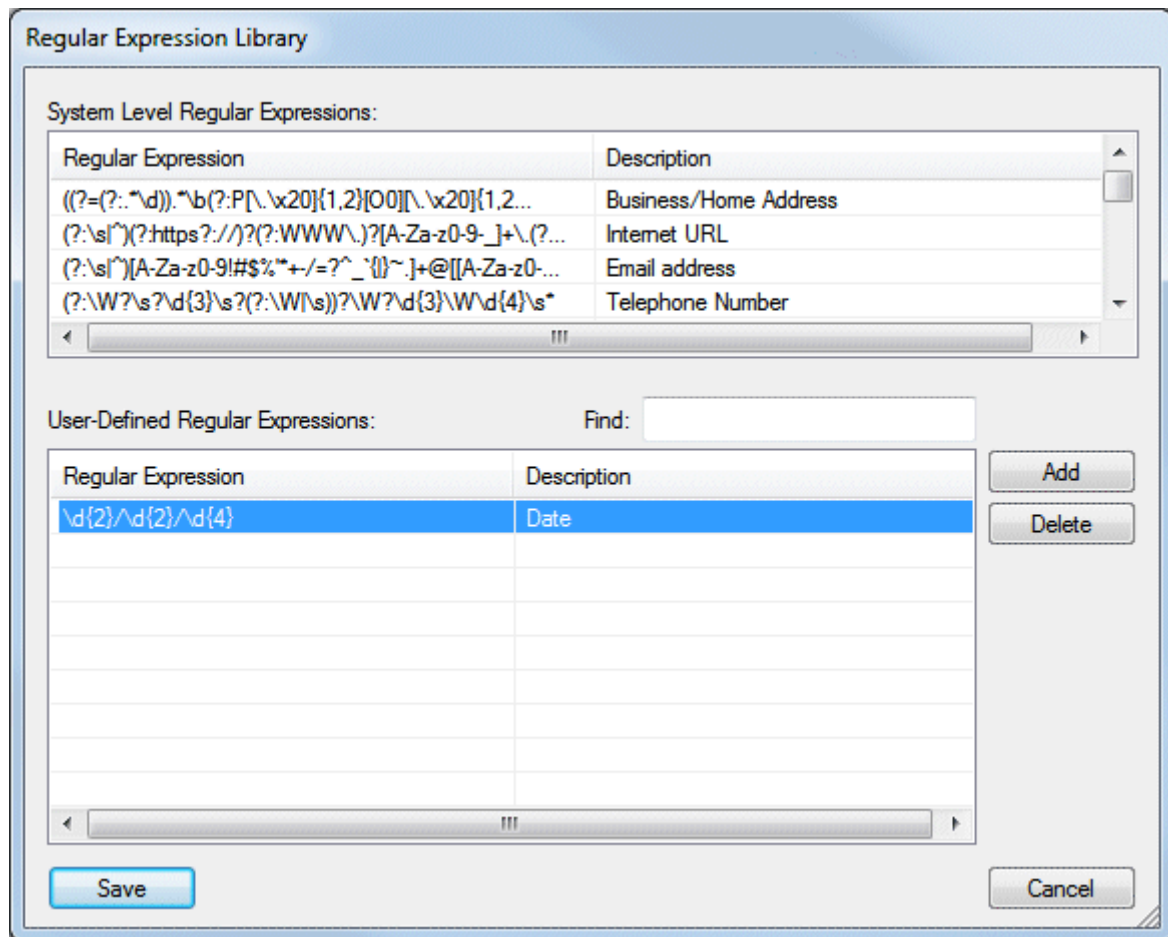 Regular Expression Library
System Level Regular Expressions:
Regular Expression Description
((?=(?:.*\d)).*\b(?:P[\.\x20]{1,2}[O0][\.\x20]{1,2... Business/Home Address
(?:\s|^)(?:https?://)?(?:WWW\.)?[A-Za-z0-9-_]+\.(?... Internet URL
(?:\s|^)[A-Za-z0-9!#$%'*+-/=?^_`{|}~.]+@[[A-Za-z0-... Email address
(?:\W?\s?\d{3}\s?(?:\W|\s))?\W?\d{3}\W\d{4}\s* Telephone Number
User-Defined Regular Expressions: Find:
Regular Expression Description
Add
\d{2}/\d{2}/\d{4} Date
Delete
Save Cancel